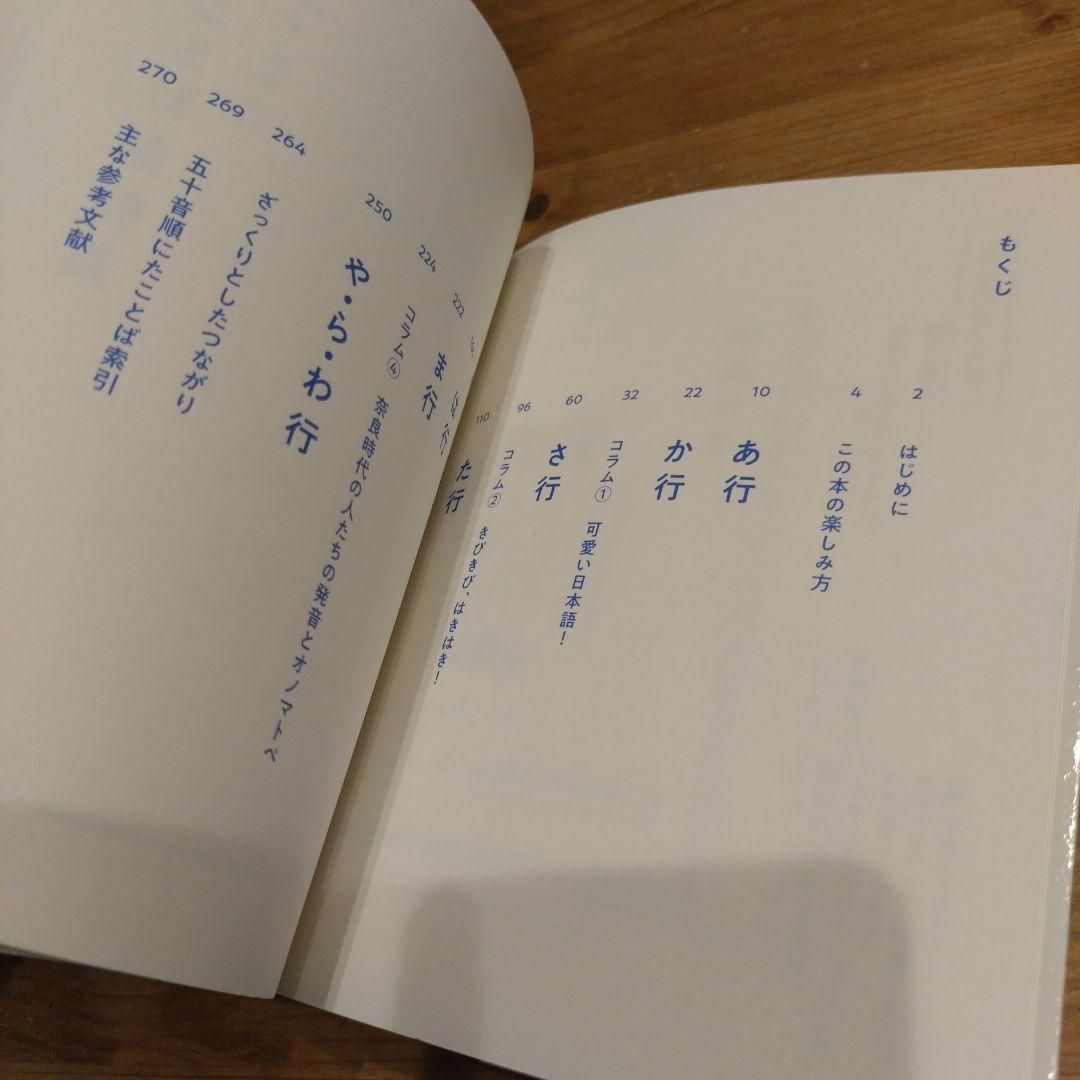 もくじ
2 はじめに
4 この本の楽しみ方
10 あ行
22 か行
32 コラム① 可愛い日本語!
60 さ行
96 コラム② きびきび、はきはき!
110 た行
222 ま行
224 コラム④ 奈良時代の人たちの発音とオノマトペ
250 や・ら・わ行
264 ざっくりとしたつながり
269 五十音順にたことば索引
270 主な参考文献